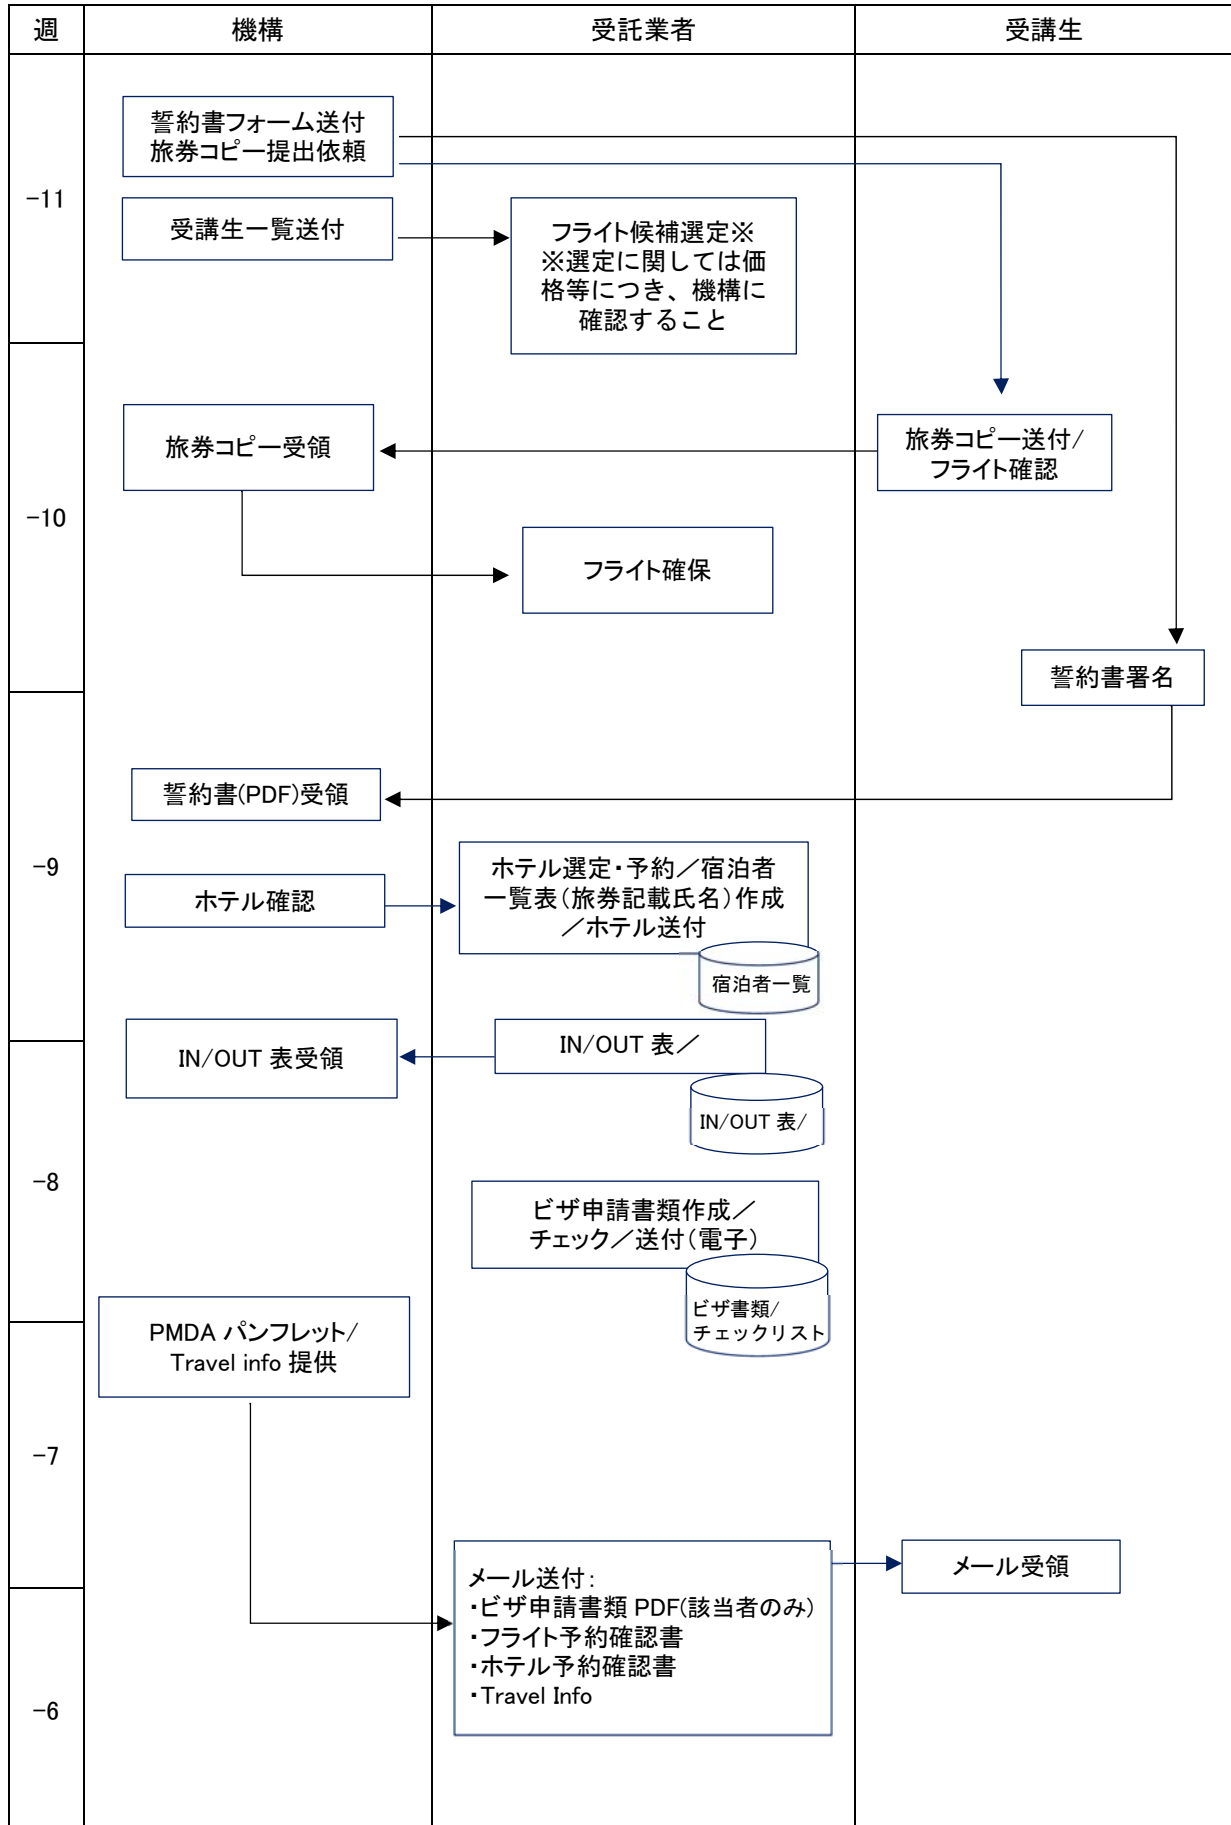 週
機構
受託業者
受講生
-11
誓約書フォーム送付
旅券コピー提出依頼
受講生一覧送付
フライト候補選定※
※選定に関しては価
格等につき、機構に
確認すること
-10
旅券コピー受領
旅券コピー送付/
フライト確認
フライト確保
誓約書署名
-9
誓約書(PDF)受領
ホテル確認
ホテル選定・予約／宿泊者
一覧表（旅券記載氏名）作成
／ホテル送付
宿泊者一覧
-8
IN/OUT 表受領
IN/OUT 表／
IN/OUT 表/
ビザ申請書類作成／
チェック／送付（電子）
ビザ書類/
チェックリスト
PMDA パンフレット/
Travel info 提供
-7
メール送付：
・ビザ申請書類 PDF(該当者のみ)
・フライト予約確認書
・ホテル予約確認書
・Travel Info
メール受領
-6